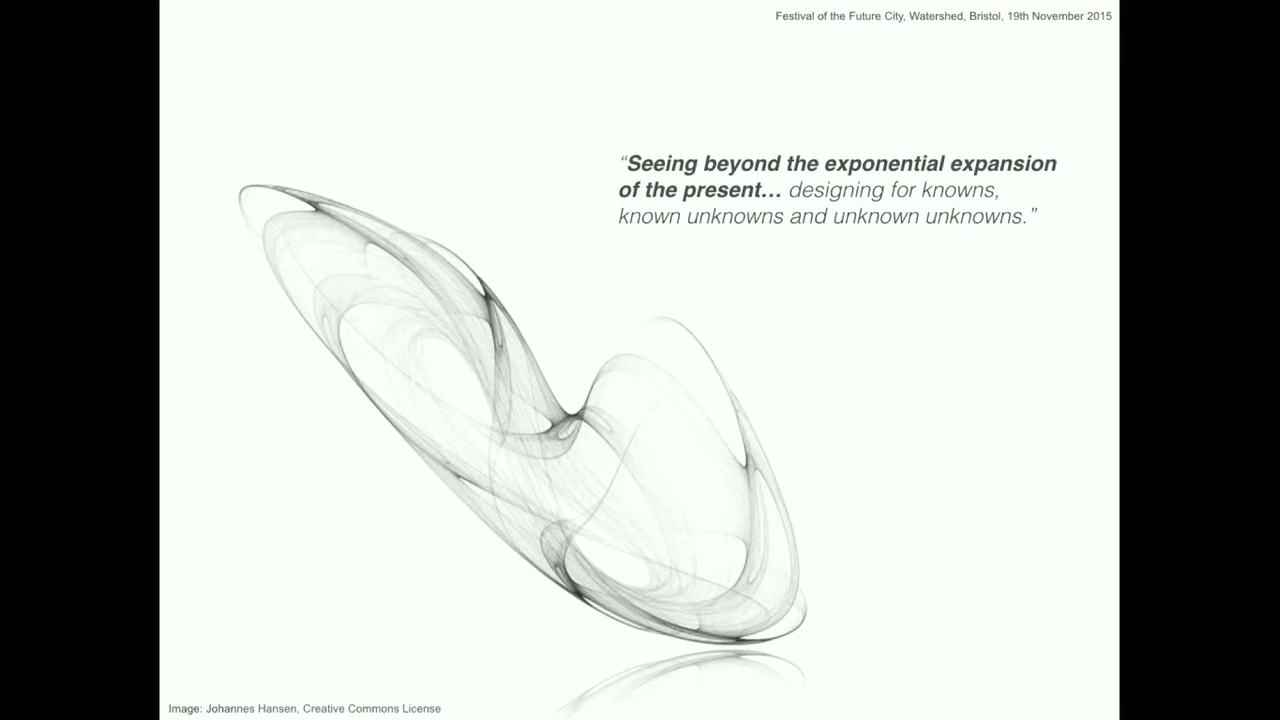 Festival of the Future City, Watershed, Bristol, 19th November 2015
“Seeing beyond the exponential expansion
of the present... designing for knowns,
known unknowns and unknown unknowns.”
Image: Johannes Hansen, Creative Commons License